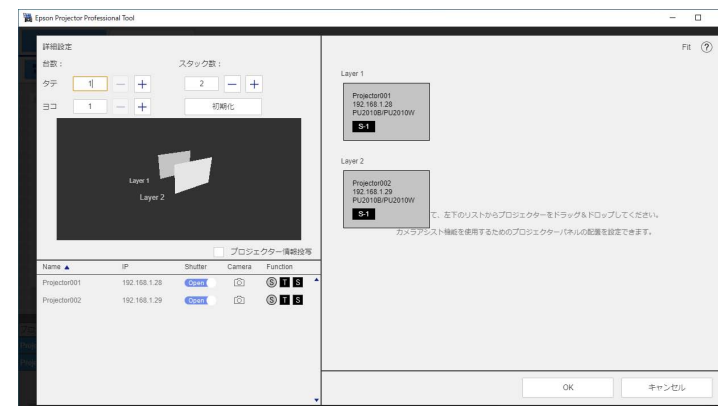 Epson Projector Professional Tool
詳細設定
台数：
スタック数：
タテ 1 2
ヨコ 1 初期化
Layer 1
Layer 2
プロジェクター情報投写
Name ▲ IP Shutter Camera Function
Projector001 192.168.1.28 Open S T S
Projector002 192.168.1.29 Open S T S
Fit ?
Layer 1
Projector001
192.168.1.28
PU2010B/PU2010W
S-1
Layer 2
Projector002
192.168.1.29
PU2010B/PU2010W
S-1
て、左下のリストからプロジェクターをドラッグ＆ドロップしてください。
カメラアシスト機能を使用するためのプロジェクターパネルの配置を設定できます。
OK キャンセル